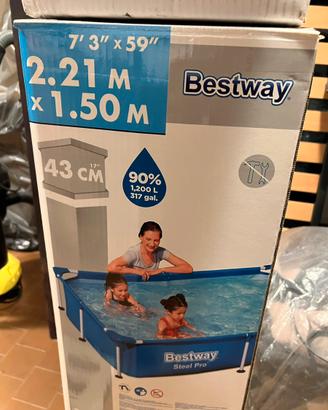 7' 3" x 59"
2.21 M
x 1.50 M
Bestway
17"
43 CM
90%
1,200 L
317 gal.
Bestway
Steel Pro